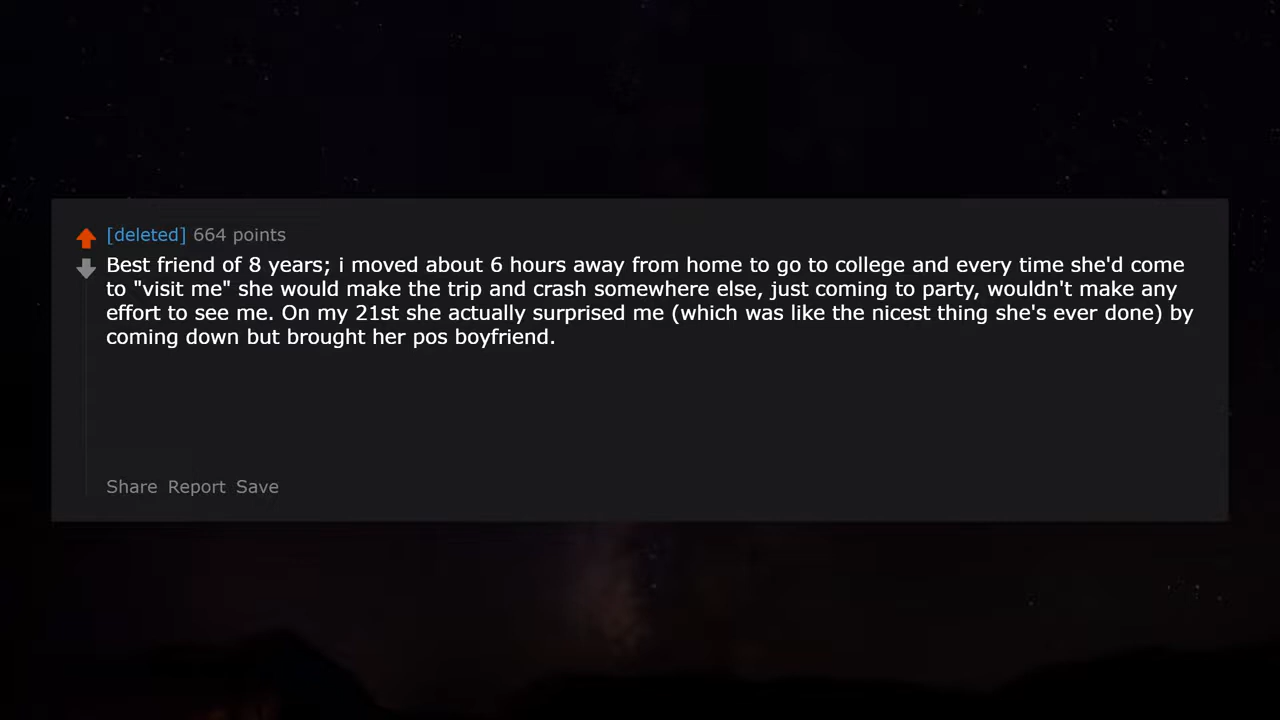 [deleted] 664 points
Best friend of 8 years; i moved about 6 hours away from home to go to college and every time she'd come
to "visit me" she would make the trip and crash somewhere else, just coming to party, wouldn't make any
effort to see me. On my 21st she actually surprised me (which was like the nicest thing she's ever done) by
coming down but brought her pos boyfriend.
Share Report Save